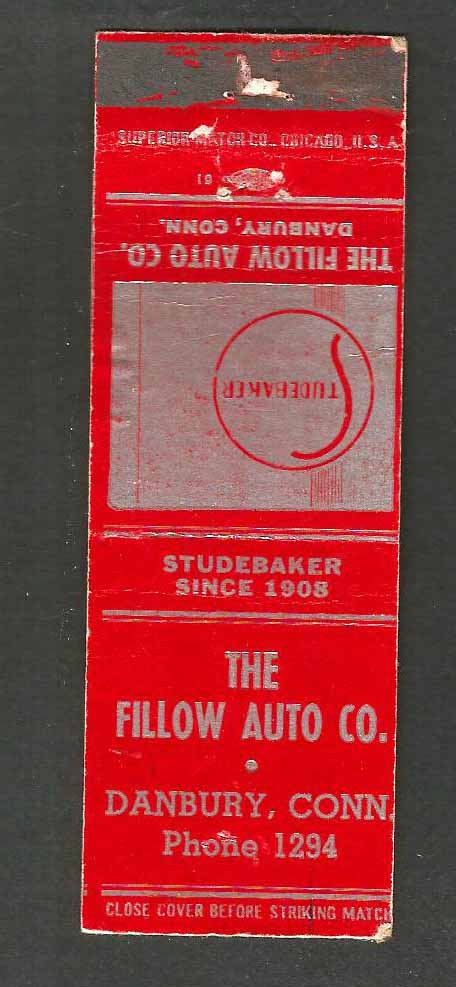 SUPERIOR MATCH CO., CHICAGO, U.S.A.
61
THE FILLOW AUTO CO.
DANBURY, CONN.
STUDEBAKER
STUDEBAKER
SINCE 1908
THE
FILLOW AUTO CO.
DANBURY, CONN.
Phone 1294
CLOSE COVER BEFORE STRIKING MATCH